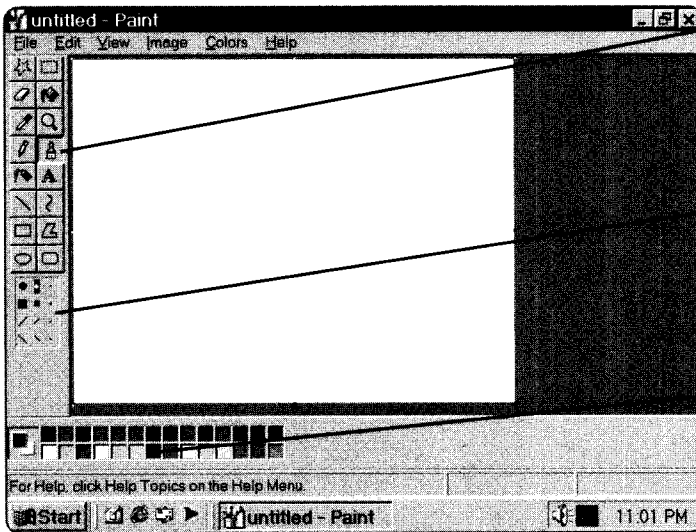 untitled - Paint
File Edit View Image Colors Help
A
For Help, click Help Topics on the Help Menu.
Start untitled - Paint 11.01 PM